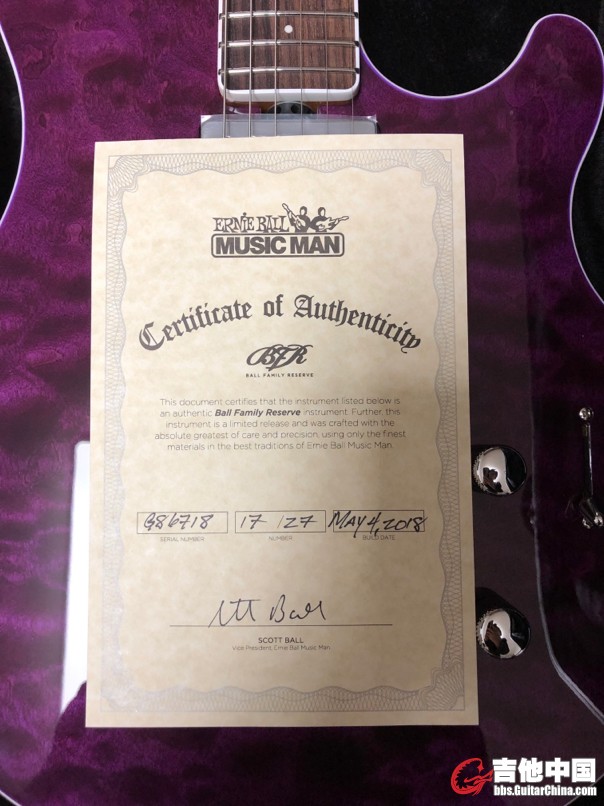 ERNIE BALL
MUSIC MAN
Certificate of Authenticity
BFR
BALL FAMILY RESERVE
This document certifies that the instrument listed below is
an authentic Ball Family Reserve instrument. Further, this
instrument is a limited release and was crafted with the
absolute greatest of care and precision, using only the finest
materials in the best traditions of Ernie Ball Music Man.
G86718 17 / 27 MAY 4, 2018
SERIAL NUMBER NUMBER BUILD DATE
SCOTT BALL
Vice President, Ernie Ball Music Man
吉他中国
bbs.GuitarChina.com